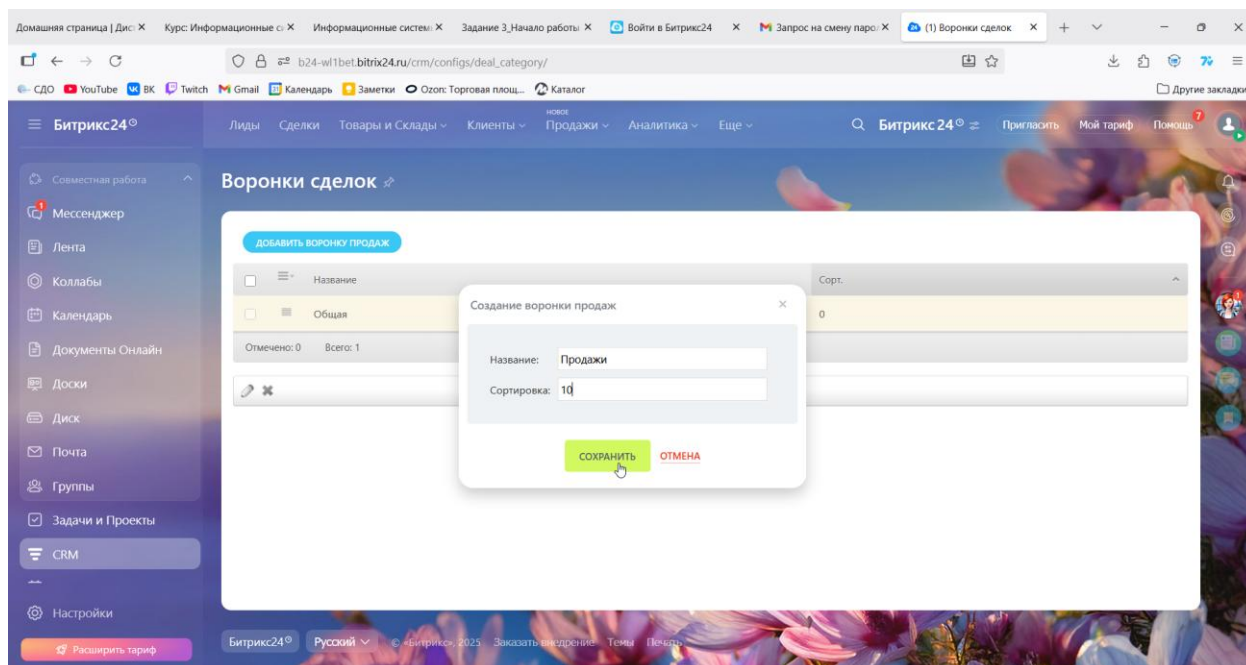 Домашняя страница | Дис
Курс: Информационные с
Информационные систем
Задание 3_Начало работы
Войти в Битрикс24
Запрос на смену парол
(1) Воронки сделок
b24-wl1bet.bitrix24.ru/crm/configs/deal_category/
СДО
YouTube
ВК
Twitch
Gmail
Календарь
Заметки
Ozon: Торговая площ...
Каталог
Другие закладки
Битрикс24
Лиды
Сделки
Товары и Склады
Клиенты
НОВОЕ
Продажи
Аналитика
Еще
Битрикс 24
Пригласить
Мой тариф
Помощь
7
Совместная работа
1
Мессенджер
Лента
Коллабы
Календарь
Документы Онлайн
Доски
Диск
Почта
Группы
Задачи и Проекты
CRM
Настройки
Расширить тариф
Воронки сделок
ДОБАВИТЬ ВОРОНКУ ПРОДАЖ
Название
Сорт.
Общая
0
Отмечено: 0
Всего: 1
Создание воронки продаж
Название: Продажи
Сортировка: 10
СОХРАНИТЬ
ОТМЕНА
Битрикс24
Русский
© «Битрикс», 2025
Заказать внедрение
Темы
Печать